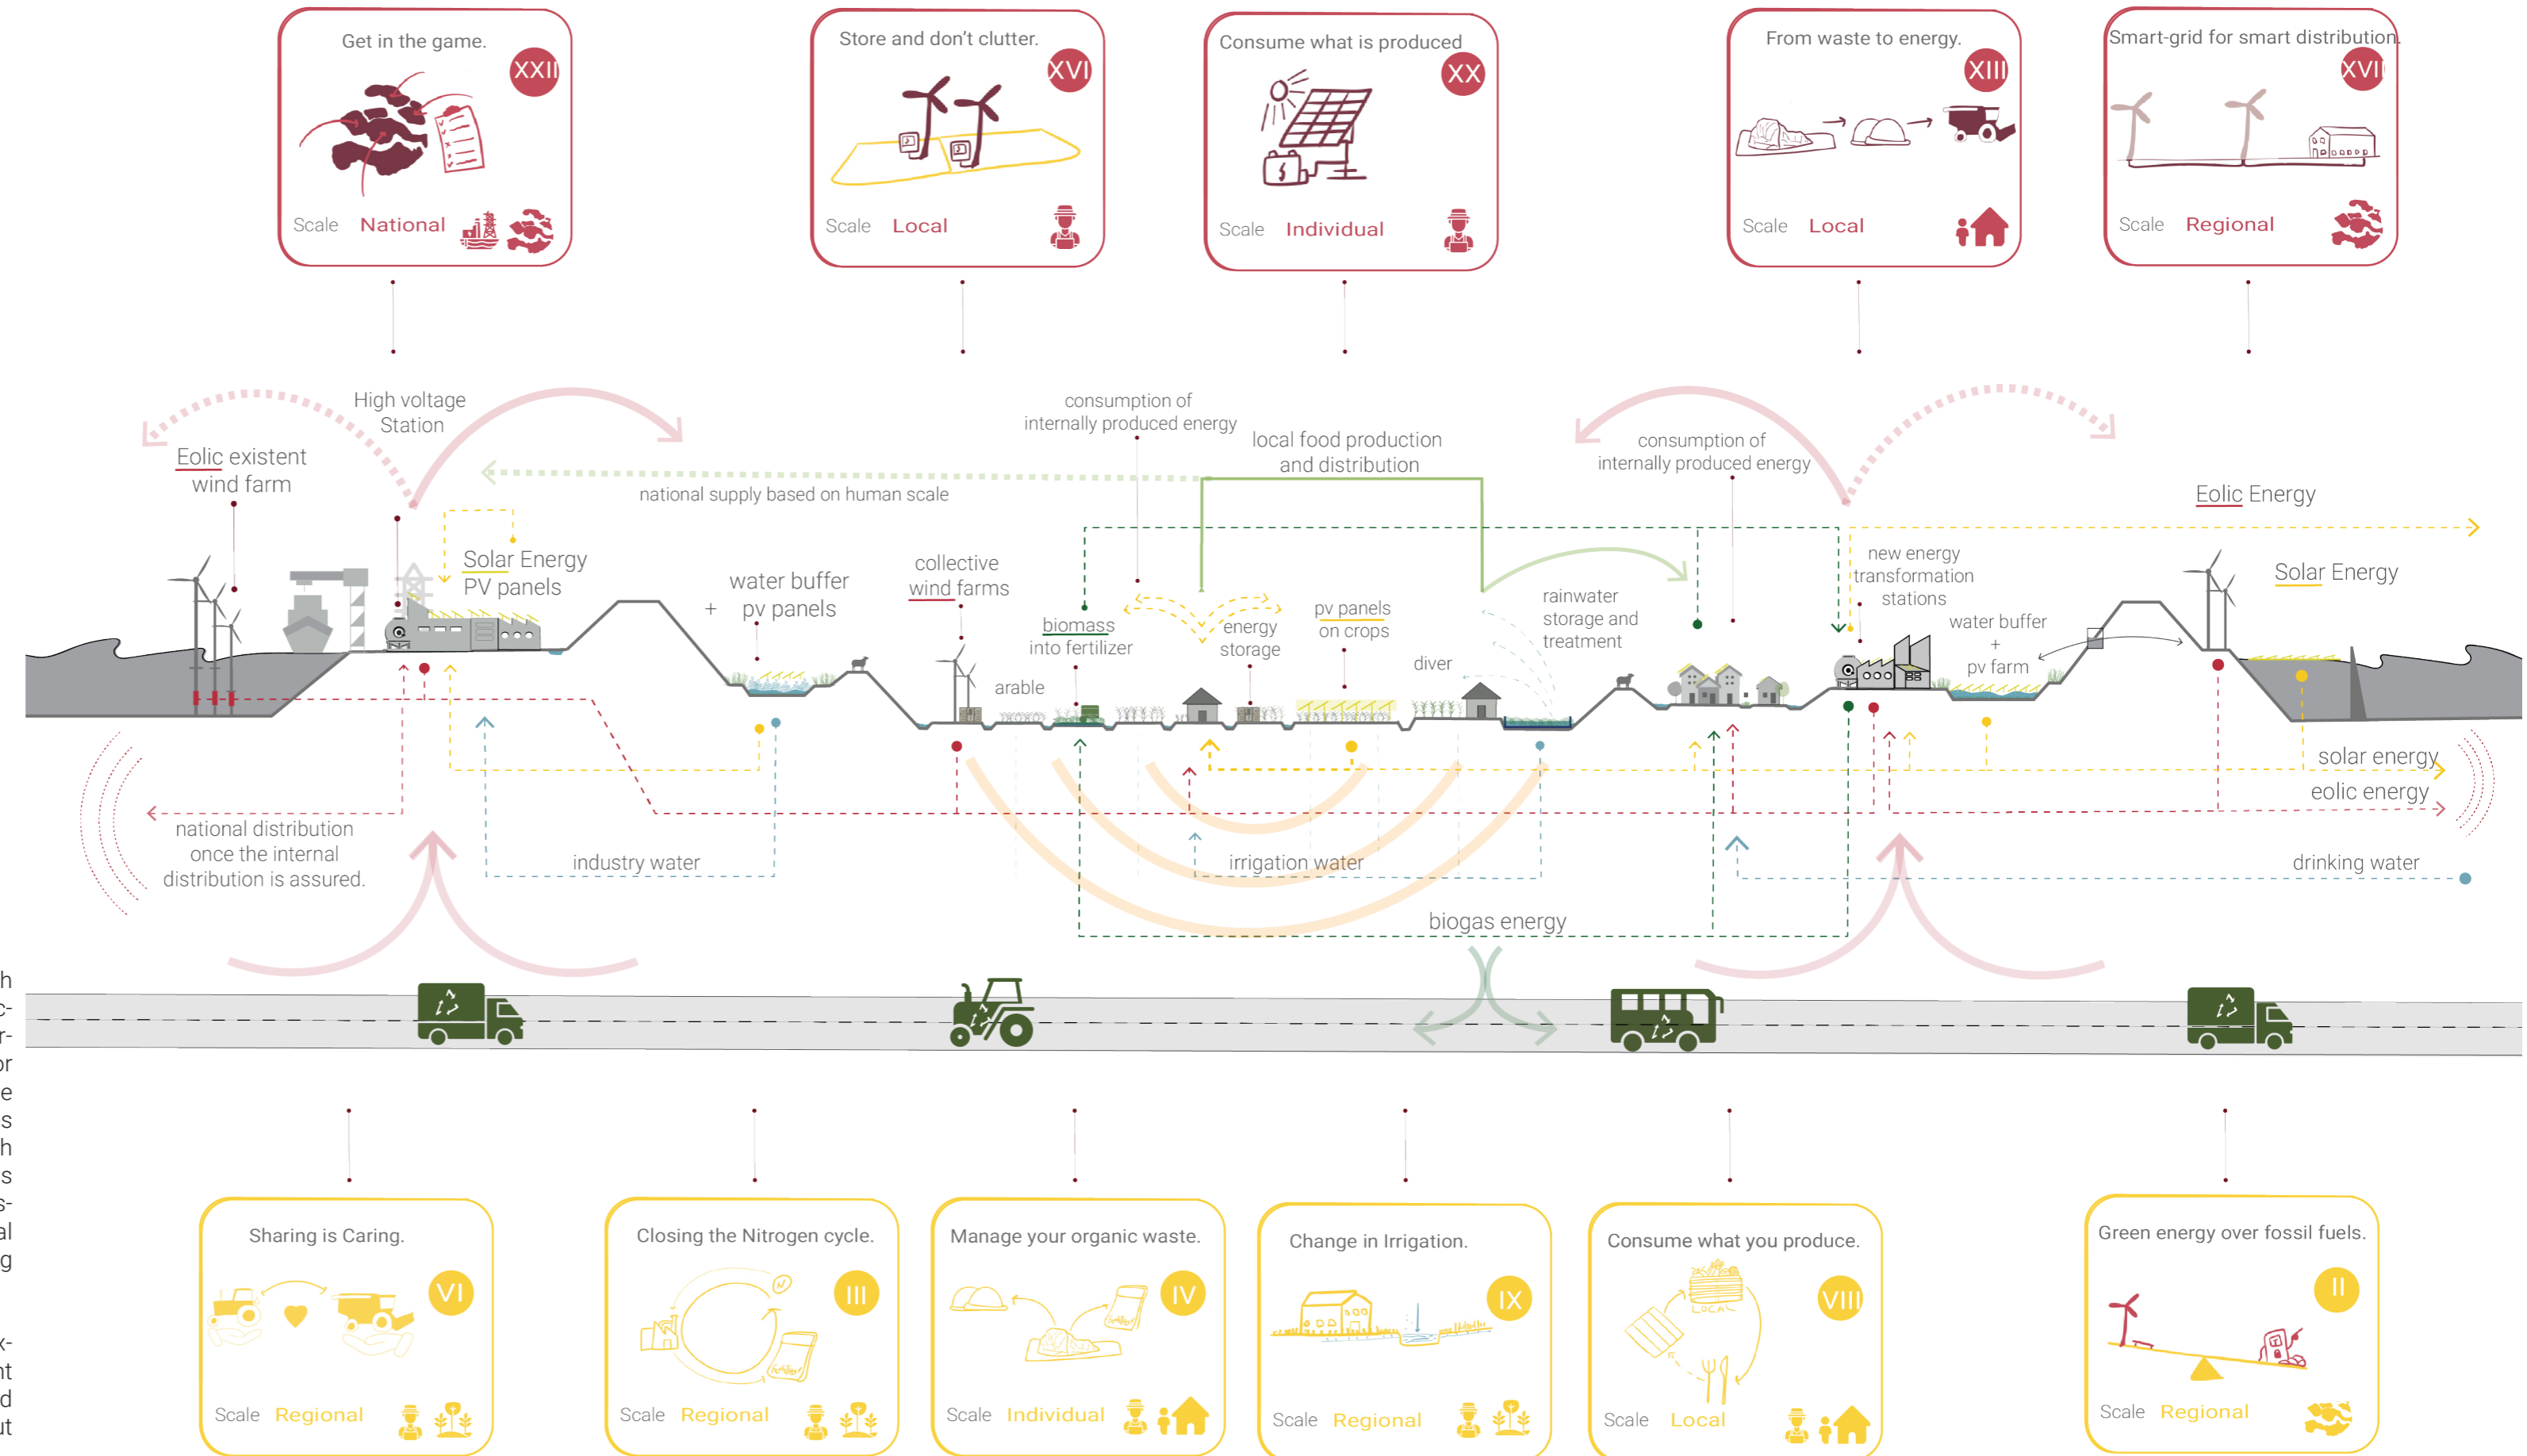 Get in the game.
XXII
Scale National
Store and don't clutter.
XVI
Scale Local
Consume what is produced
XX
Scale Individual
From waste to energy.
XIII
Scale Local
Smart-grid for smart distribution.
XVII
Scale Regional
High voltage
Station
Eolic existent
wind farm
Solar Energy
PV panels
national supply based on human scale
water buffer
+ pv panels
collective
wind farms
consumption of
internally produced energy
local food production
and distribution
arable
biomass
into fertilizer
energy
storage
pv panels
on crops
diver
rainwater
storage and
treatment
consumption of
internally produced energy
new energy
transformation
stations
water buffer
+
pv farm
Eolic Energy
Solar Energy
solar energy
eolic energy
national distribution
once the internal
distribution is assured.
industry water
irrigation water
drinking water
biogas energy
h
c-
r-
or
e
s
h
s
s-
al
g
x-
nt
d
ut
Sharing is Caring.
VI
Scale Regional
Closing the Nitrogen cycle.
N
III
Scale Regional
Manage your organic waste.
IV
Scale Individual
Change in Irrigation.
IX
Scale Regional
Consume what you produce.
LOCAL
VIII
Scale Local
Green energy over fossil fuels.
II
Scale Regional